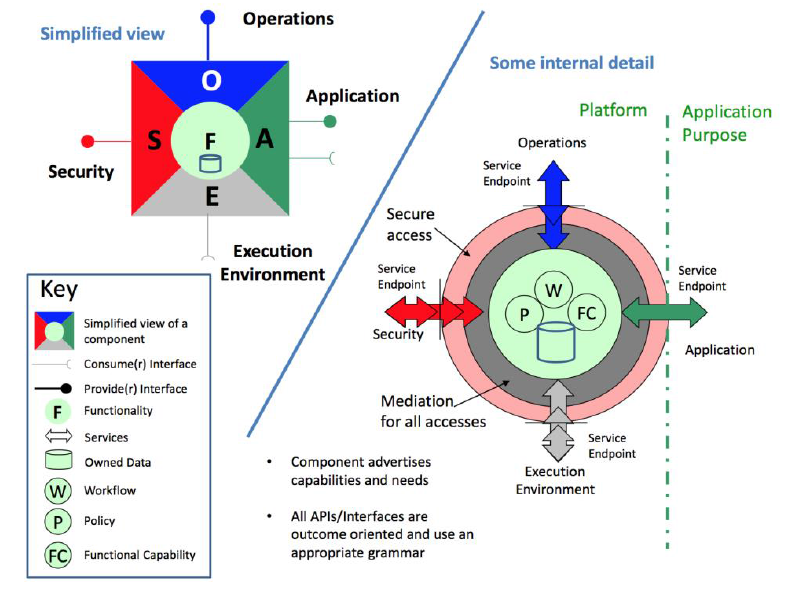 Simplified view
Operations
O
Application
S
F
A
Security
E
Execution
Environment
Key
Simplified view of a
component
Consume(r) Interface
Provide(r) Interface
F
Functionality
Services
Owned Data
W
Workflow
P
Policy
FC
Functional Capability
Some internal detail
Platform
Application
Purpose
Operations
Service
Endpoint
Secure
access
Service
Endpoint
Security
W
P
FC
Service
Endpoint
Application
Mediation
for all accesses
Service
Endpoint
Execution
Environment
• Component advertises
capabilities and needs
• All APIs/Interfaces are
outcome oriented and use an
appropriate grammar